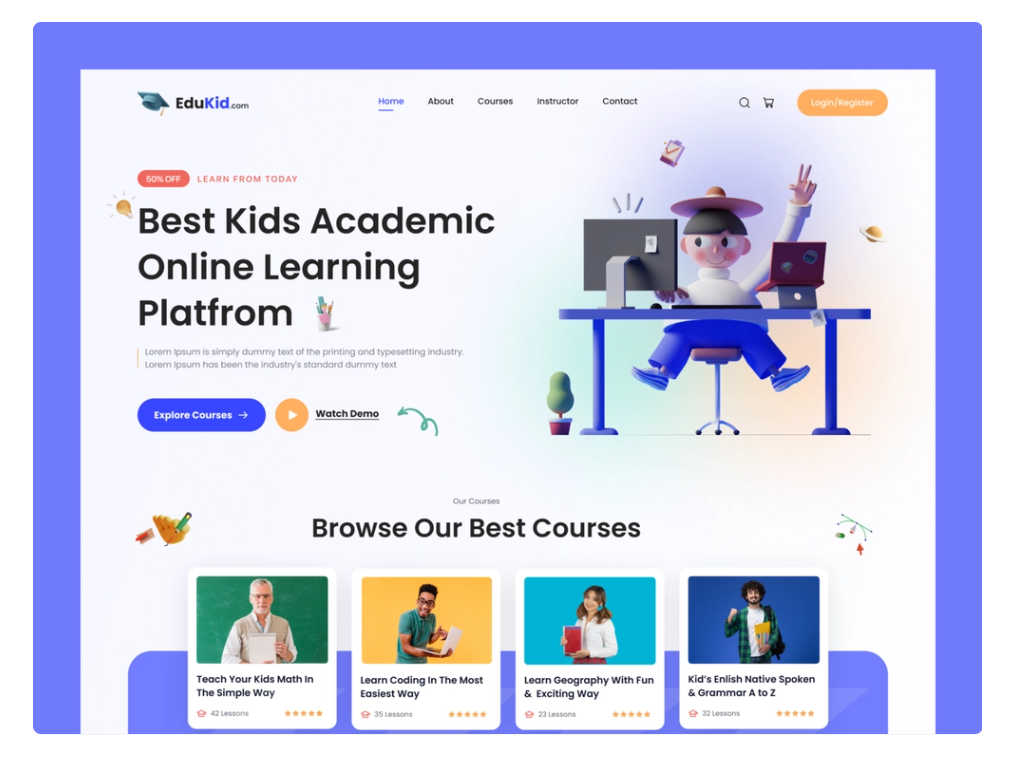 EduKid.com
Home About Courses Instructor Contact
Login/Register
50% OFF LEARN FROM TODAY
Best Kids Academic
Online Learning
Platfrom
Lorem Ipsum is simply dummy text of the printing and typesetting industry.
Lorem Ipsum has been the industry's standard dummy text
Explore Courses
Watch Demo
Our Courses
Browse Our Best Courses
Teach Your Kids Math In
The Simple Way
42 Lessons
Learn Coding In The Most
Easiest Way
35 Lessons
Learn Geography With Fun
& Exciting Way
23 Lessons
Kid's Enlish Native Spoken
& Grammar A to Z
32 Lessons